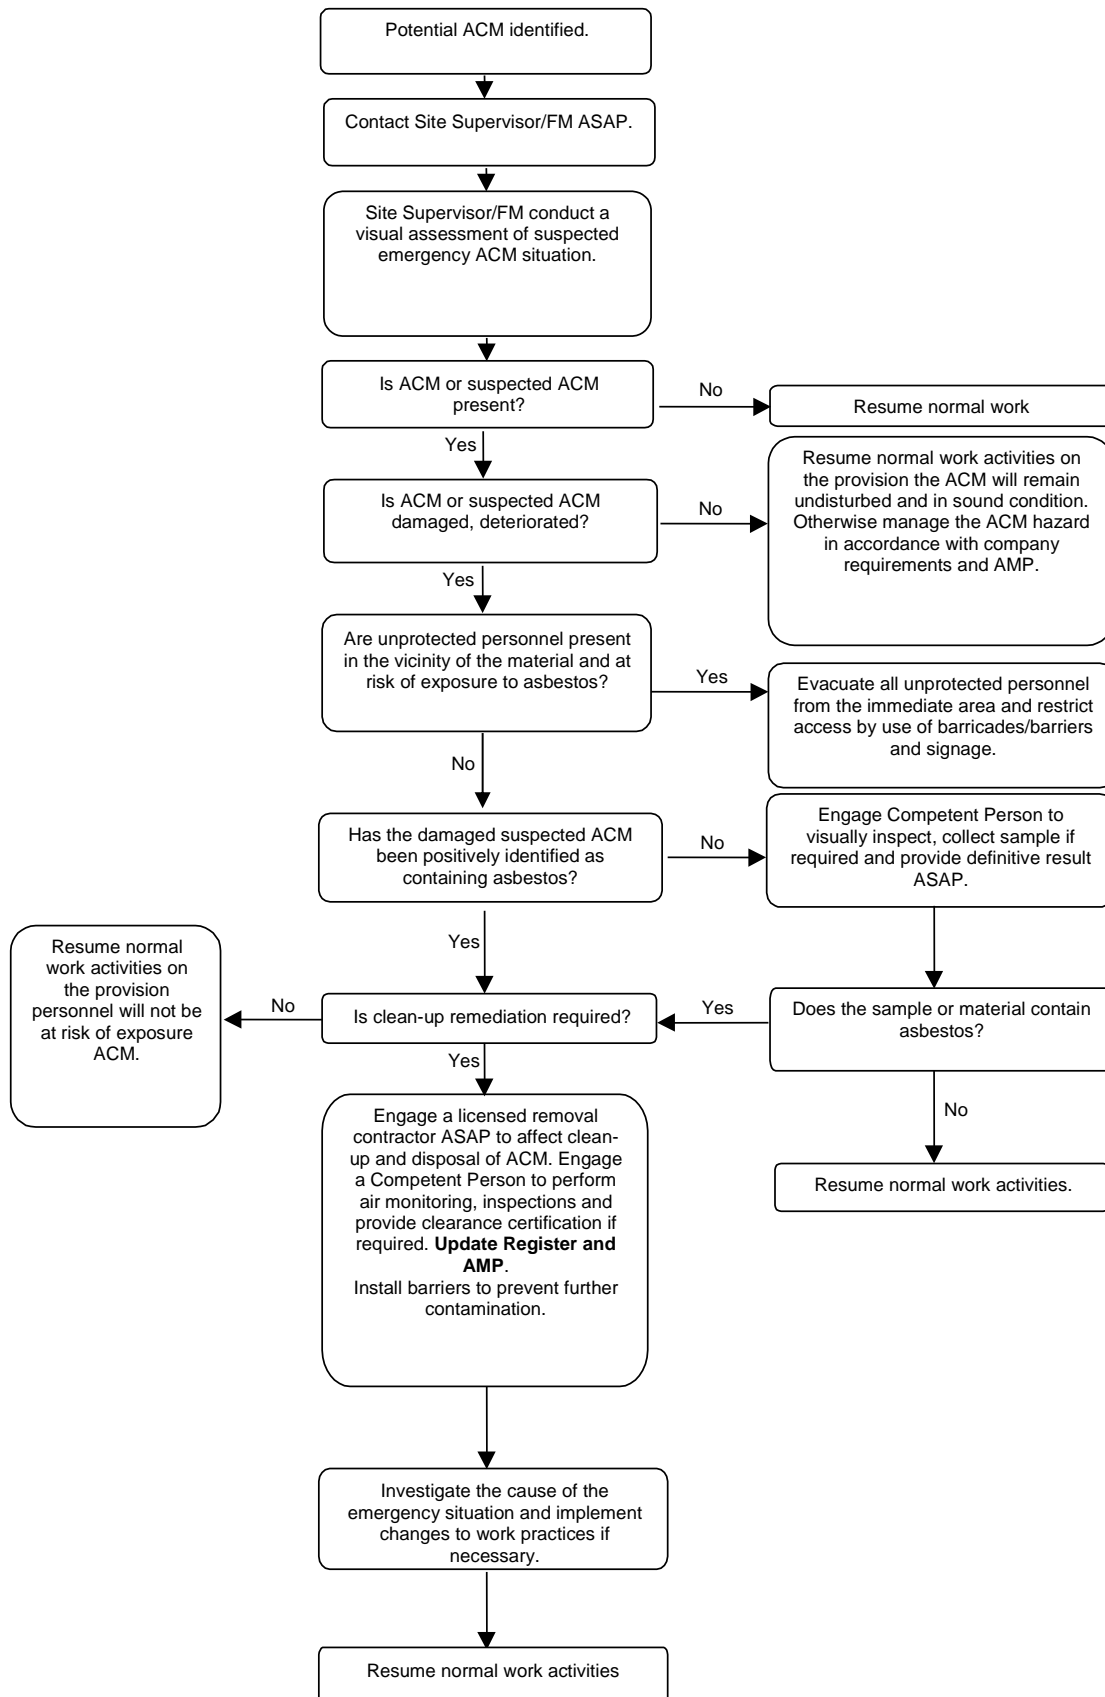 Potential ACM identified.
Contact Site Supervisor/FM ASAP.
Site Supervisor/FM conduct a
visual assessment of suspected
emergency ACM situation.
Is ACM or suspected ACM
present?
No
Resume normal work
Yes
Is ACM or suspected ACM
damaged, deteriorated?
No
Resume normal work activities on
the provision the ACM will remain
undisturbed and in sound condition.
Otherwise manage the ACM hazard
in accordance with company
requirements and AMP.
Yes
Are unprotected personnel present
in the vicinity of the material and at
risk of exposure to asbestos?
Yes
Evacuate all unprotected personnel
from the immediate area and restrict
access by use of barricades/barriers
and signage.
No
Has the damaged suspected ACM
been positively identified as
containing asbestos?
No
Engage Competent Person to
visually inspect, collect sample if
required and provide definitive result
ASAP.
Yes
Does the sample or material contain
asbestos?
Yes
Is clean-up remediation required?
No
Resume normal
work activities on
the provision
personnel will not be
at risk of exposure
ACM.
No
Resume normal work activities.
Yes
Engage a licensed removal
contractor ASAP to affect clean-
up and disposal of ACM. Engage
a Competent Person to perform
air monitoring, inspections and
provide clearance certification if
required. Update Register and
AMP.
Install barriers to prevent further
contamination.
Investigate the cause of the
emergency situation and implement
changes to work practices if
necessary.
Resume normal work activities